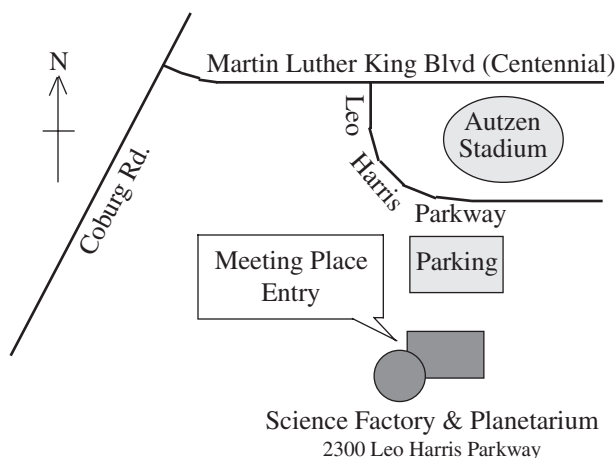 N
Martin Luther King Blvd (Centennial)
Coburg Rd.
Leo
Harris
Parkway
Autzen
Stadium
Meeting Place
Entry
Parking
Science Factory & Planetarium
2300 Leo Harris Parkway